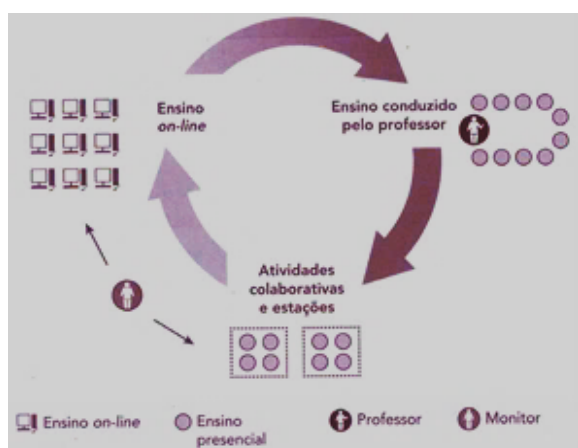 Ensino
on-line
Ensino conduzido
pelo professor
Atividades
colaborativas
e estações
Ensino on-line
Ensino
presencial
Professor
Monitor